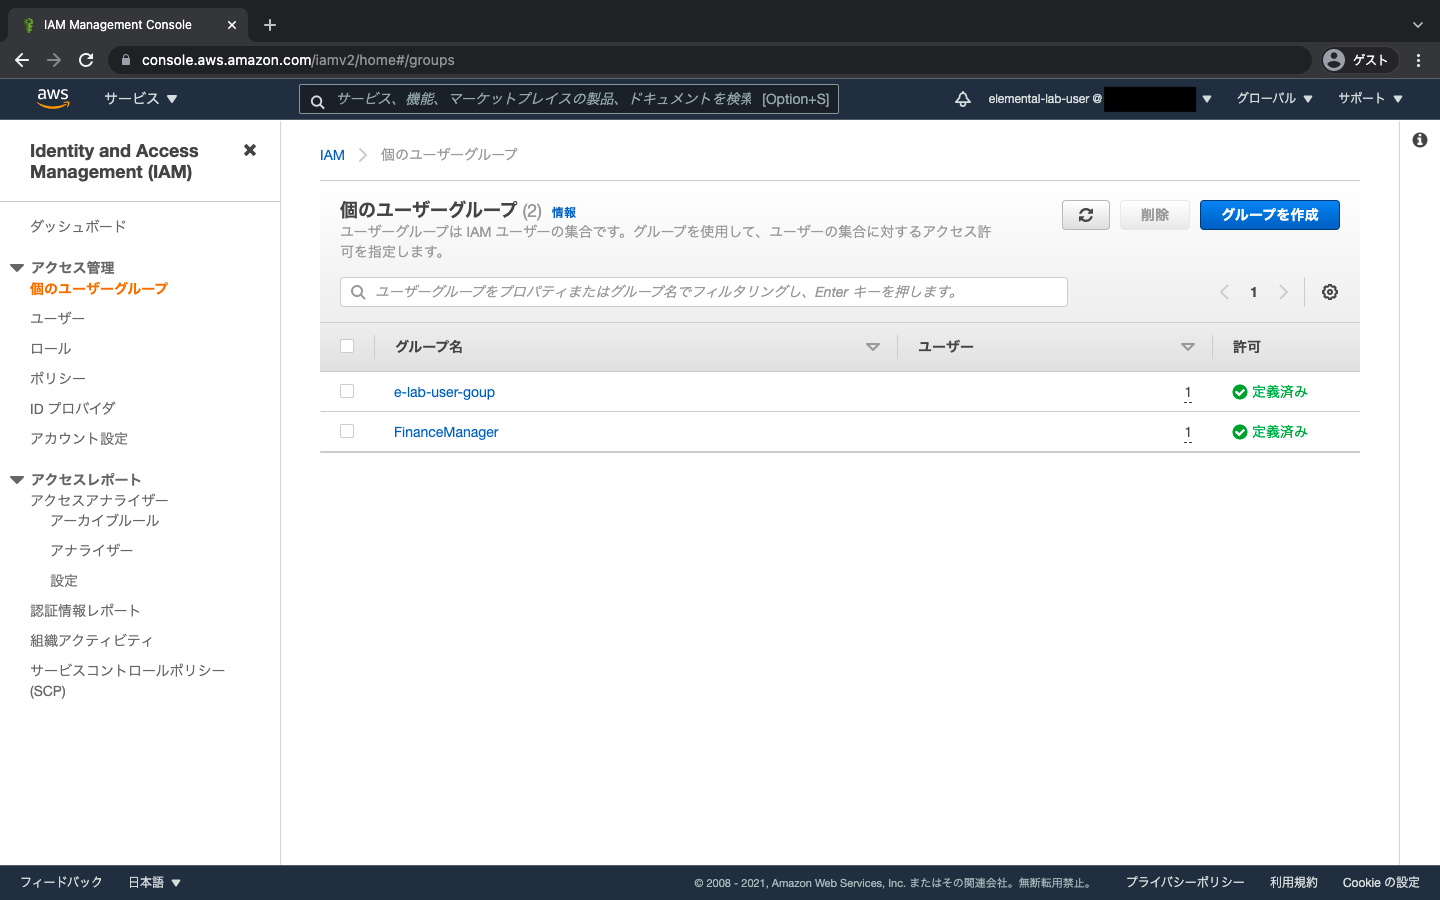 IAM Management Console
console.aws.amazon.com/iamv2/home#/groups
ゲスト
aws
サービス
サービス、機能、マーケットプレイスの製品、ドキュメントを検索
[Option+S]
elemental-lab-user @
グローバル
サポート
Identity and Access
Management (IAM)
ダッシュボード
アクセス管理
個のユーザーグループ
ユーザー
ロール
ポリシー
ID プロバイダ
アカウント設定
アクセスレポート
アクセスアナライザー
アーカイブルール
アナライザー
設定
認証情報レポート
組織アクティビティ
サービスコントロールポリシー
(SCP)
IAM
個のユーザーグループ
個のユーザーグループ (2) 情報
ユーザーグループは IAM ユーザーの集合です。グループを使用して、ユーザーの集合に対するアクセス許
可を指定します。
削除
グループを作成
ユーザーグループをプロパティまたはグループ名でフィルタリングし、Enter キーを押します。
1
グループ名
ユーザー
許可
e-lab-user-goup
1
定義済み
FinanceManager
1
定義済み
フィードバック
日本語
© 2008 - 2021, Amazon Web Services, Inc. またはその関連会社。無断転用禁止。
プライバシーポリシー
利用規約
Cookie の設定